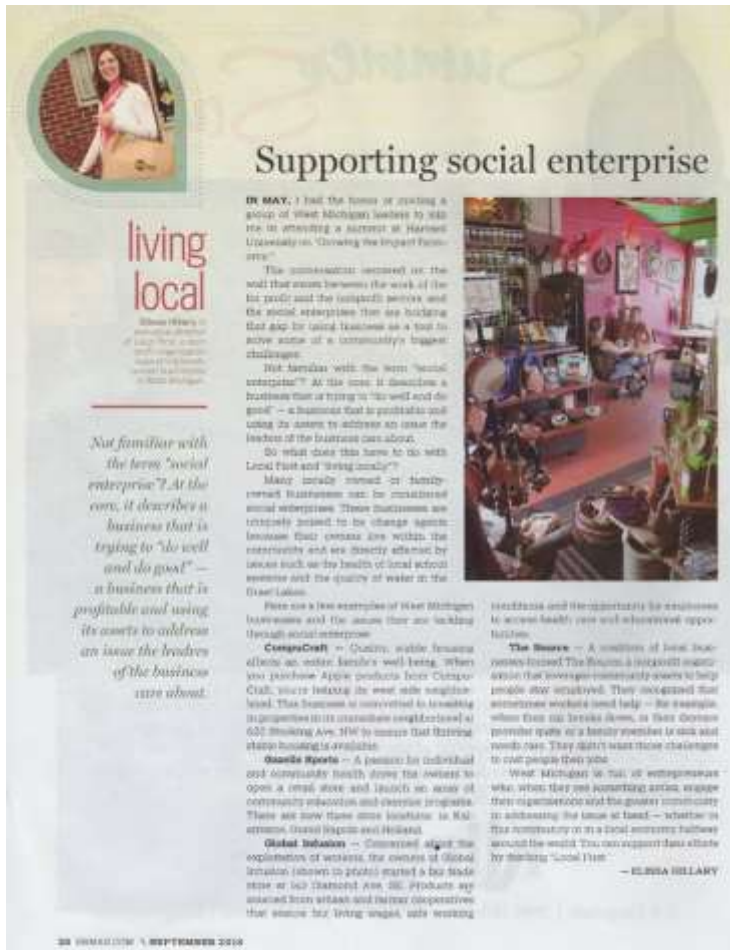 Supporting social enterprise
living
local
Elissa Hillary is
executive director
of Local First, a
Not familiar with
the term "social
enterprise"? At the
core, it describes a
business that is
trying to "do well
and do good" —
a business that is
profitable and using
its assets to address
an issue the leaders
of the business
care about.
IN MAY, I had the honor of inviting a
group of West Michigan leaders to join
me in attending a summit at Harvard
University on "Growing the Impact Econ-
omy."
The conversation centered on the
wall that exists between the work of the
for profit and the nonprofit sectors, and
the social enterprises that are bridging
that gap by using business as a tool to
solve some of a community's biggest
challenges.
Not familiar with the term "social
enterprise"? At the core, it describes a
business that is trying to "do well and do
good" — a business that is profitable and
using its assets to address an issue the
leaders of the business care about.
So what does this have to do with
Local First and "living locally"?
Many locally owned or family-
owned businesses can be considered
social enterprises. These businesses are
uniquely poised to be change agents
because their owners live within the
community and are directly affected by
issues such as the health of local school
systems and the quality of water in the
Great Lakes.
Here are a few examples of West Michigan
businesses and the issues they are tackling
through social enterprise:
CompuCraft — Quality, stable housing
affects an entire family's well-being. When
you purchase Apple products from Compu-
Craft, you're helping its west side neighbor-
hood. This business is committed to investing
in properties in its immediate neighborhood at
Stocking Ave. NW to ensure that thriving,
stable housing is available.
Gazelle Sports — A passion for individual
and community health drove the owners to
open a retail store and launch an array of
community education and exercise programs.
There are now three store locations: in Kal-
amazoo, Grand Rapids and Holland.
Global Infusion — Concerned about the
exploitation of workers, the owners of Global
Infusion (shown in photo) started a fair trade
store at Diamond Ave. SE. Products are
sourced from artisan and farmer cooperatives
that ensure fair living wages, safe working
conditions and the opportunity for employees
to access health care and educational oppor-
tunities.
The Source — A coalition of local busi-
nesses formed The Source, a nonprofit organi-
zation that leverages community assets to help
people stay employed. They recognized that
sometimes workers need help — for example,
when their car breaks down, or their daycare
provider quits or a family member is sick and
needs care. They didn't want those challenges
to cost people their jobs.
West Michigan is full of entrepreneurs
who, when they see something amiss, engage
their organizations and the greater community
in addressing the issue at hand — whether in
this community or in a local economy halfway
around the world. You can support their efforts
by thinking "Local First."
— ELISSA HILLARY
GRMAG.COM \ SEPTEMBER 2010